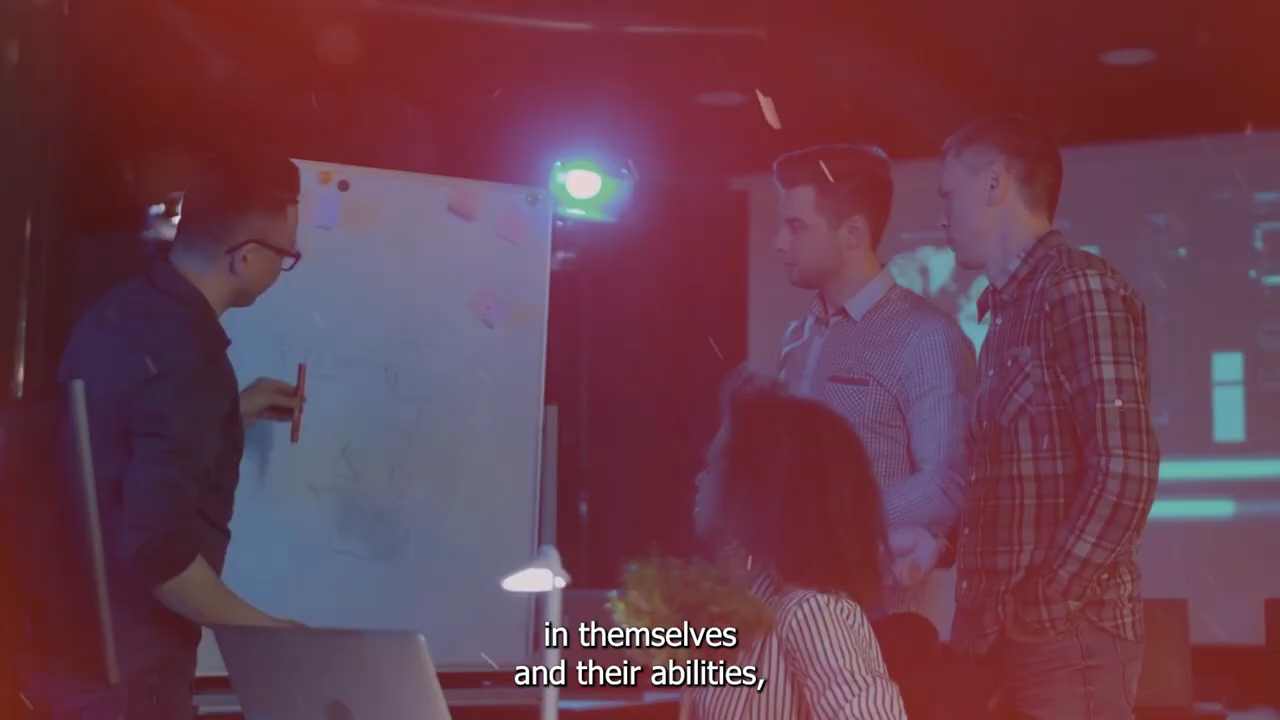 in themselves
and their abilities,